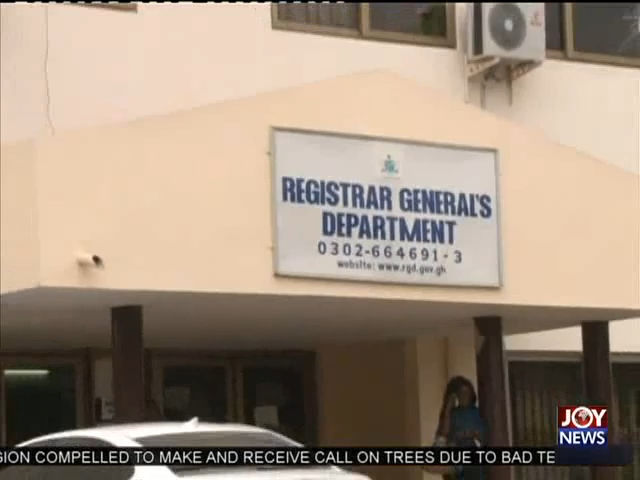 REGISTRAR GENERAL'S
DEPARTMENT
0302-664691-3
website: www.rgd.gov.gh
JOY
NEWS
GION COMPELLED TO MAKE AND RECEIVE CALL ON TREES DUE TO BAD TE